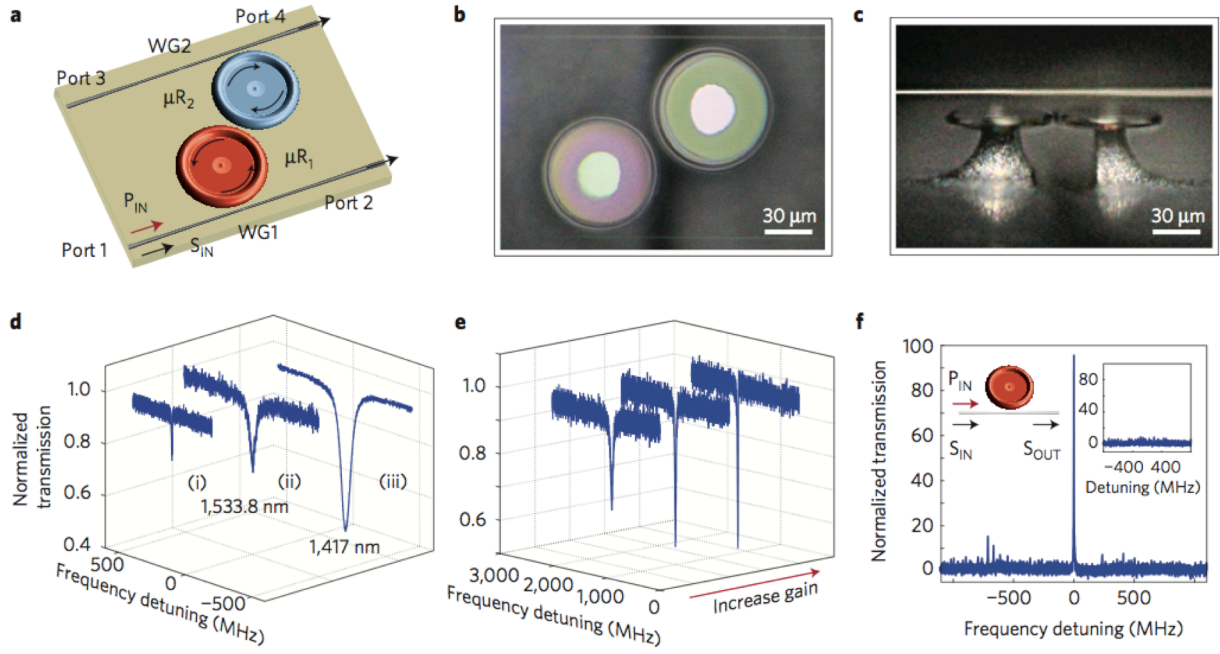 a
Port 4
WG2
Port 3
μR2
μR1
PIN
Port 2
WG1
Port 1
SIN
b
30 μm
c
30 μm
d
Normalized
transmission
1.0
0.8
0.6
0.4
(i)
(ii)
(iii)
1,533.8 nm
1,417 nm
500
0
−500
Frequency detuning
(MHz)
e
1.0
0.8
0.6
3,000
2,000
1,000
0
Frequency detuning
(MHz)
Increase gain
f
Normalized transmission
100
80
60
40
20
0
PIN
SIN
SOUT
80
40
0
−400
400
Detuning (MHz)
−500
0
500
Frequency detuning (MHz)